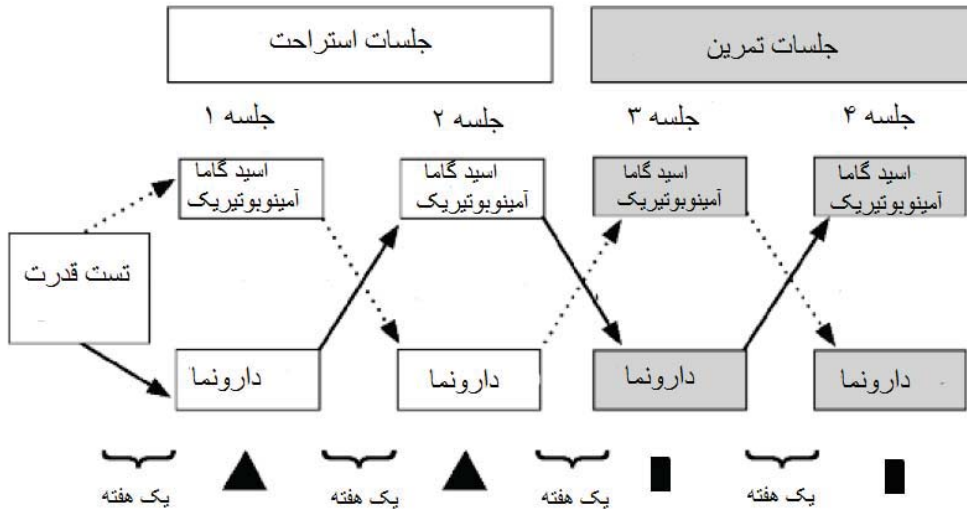 جلسات استراحت
جلسات تمرین
جلسه ۱
جلسه ۲
جلسه ۳
جلسه ۴
اسید گاما
آمینوبوتیریک
اسید گاما
آمینوبوتیریک
اسید گاما
آمینوبوتیریک
اسید گاما
آمینوبوتیریک
تست قدرت
دارونما
دارونما
دارونما
دارونما
یک هفته
یک هفته
یک هفته
یک هفته